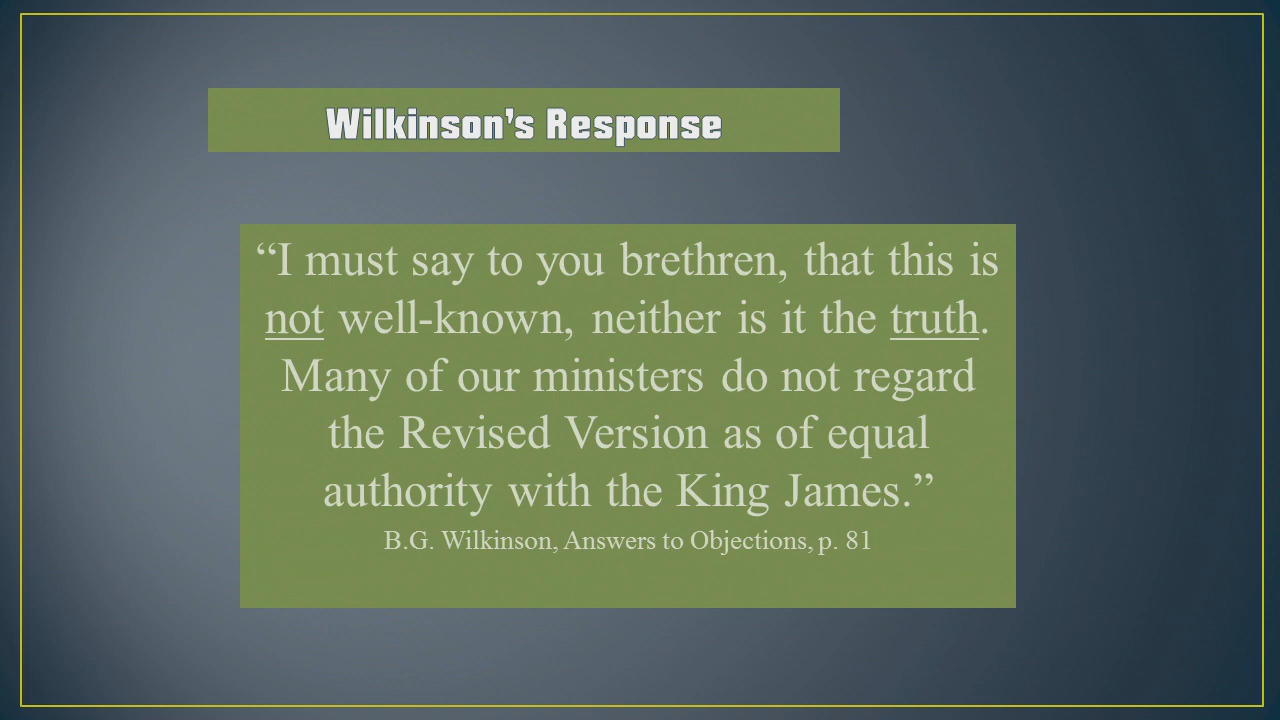 Wilkinson’s Response
“I must say to you brethren, that this is
not well-known, neither is it the truth.
Many of our ministers do not regard
the Revised Version as of equal
authority with the King James.”
B.G. Wilkinson, Answers to Objections, p. 81